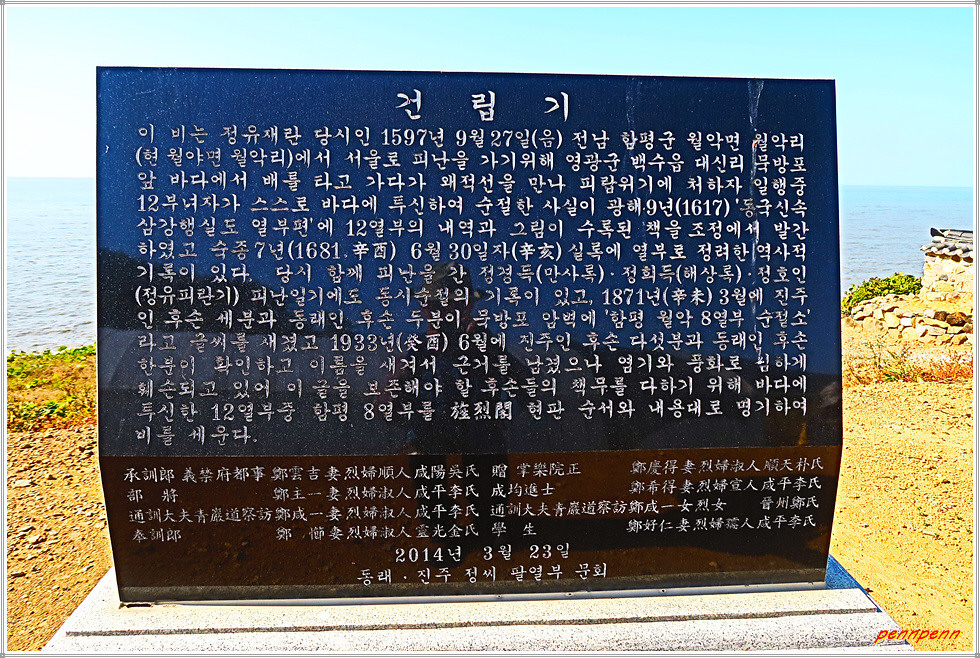 건 립 기
이 비는 정유재란 당시인 1597년 9월 27일(음) 전남 함평군 월악면 월악리
(현 월야면 월악리)에서 서울로 피난을 가기위해 영광군 백수읍 대신리 묵방포
앞 바다에서 배를 타고 가다가 왜적선을 만나 피랍위기에 처하자 일행중
12부녀자가 스스로 바다에 투신하여 순절한 사실이 광해.9년(1617) '동국신속
삼강행실도 열부편'에 12열부의 내역과 그림이 수록된 책을 조정에서 발간
하였고 숙종 7년(1681.辛酉) 6월 30일자(辛亥) 실록에 열부로 정려한 역사적
기록이 있다. 당시 함께 피난을 간 정경득(만사록)·정희득(해상록)·정호인
(정유피란기) 피난일기에도 동시순절의 기록이 있고, 1871년(辛未) 3월에 진주
인 후손 세분과 동래인 후손 두분이 묵방포 암벽에 '함평 월악 8열부 순절소'
라고 글씨를 새겼고 1933년(癸酉) 6월에 진주인 후손 다섯분과 동래인 후손
한분이 확인하고 이름을 새겨서 근거를 남겼으나 염기와 풍화로 심하게
훼손되고 있어 이 글을 보존해야 할 후손들의 책무를 다하기 위해 바다에
투신한 12열부중 함평 8열부를 旌烈閣 현판 순서와 내용대로 명기하여
비를 세운다.
承訓郎 義禁府都事 鄭雲吉妻烈婦順人咸陽吳氏 贈 掌樂院正 鄭慶得妻烈婦淑人順天朴氏
部 將 鄭主一妻烈婦淑人咸平李氏 成均進士 鄭希得妻烈婦宣人咸平李氏
通訓大夫青巖道察訪鄭咸一妻烈婦淑人咸平李氏 通訓大夫青巖道察訪鄭咸一女烈女 晉州鄭氏
奉訓郎 鄭 妻烈婦淑人靈光金氏 學 生 鄭好仁妻烈婦孺人咸平李氏
2014년 3월 23일
동래·진주 정씨 팔열부 문회
pennpenn